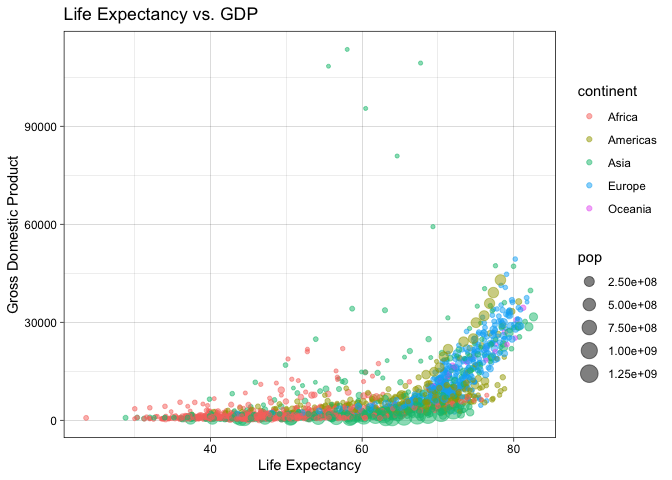 Life Expectancy vs. GDP
Gross Domestic Product
90000
60000
30000
0
40
60
80
Life Expectancy
continent
Africa
Americas
Asia
Europe
Oceania
pop
2.50e+08
5.00e+08
7.50e+08
1.00e+09
1.25e+09